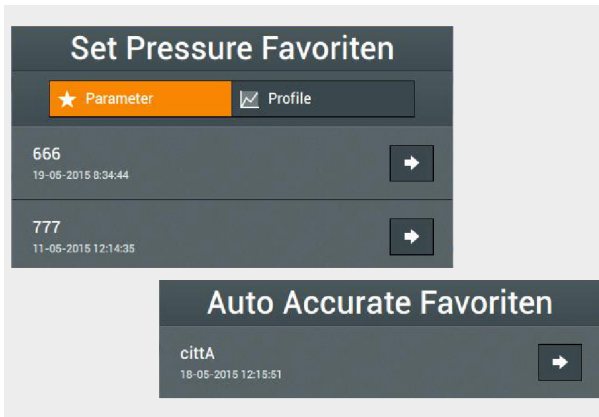 Set Pressure Favoriten
Parameter
Profile
666
19-05-2015 8:34:44
777
11-05-2015 12:14:35
Auto Accurate Favoriten
cittA
18-05-2015 12:15:51